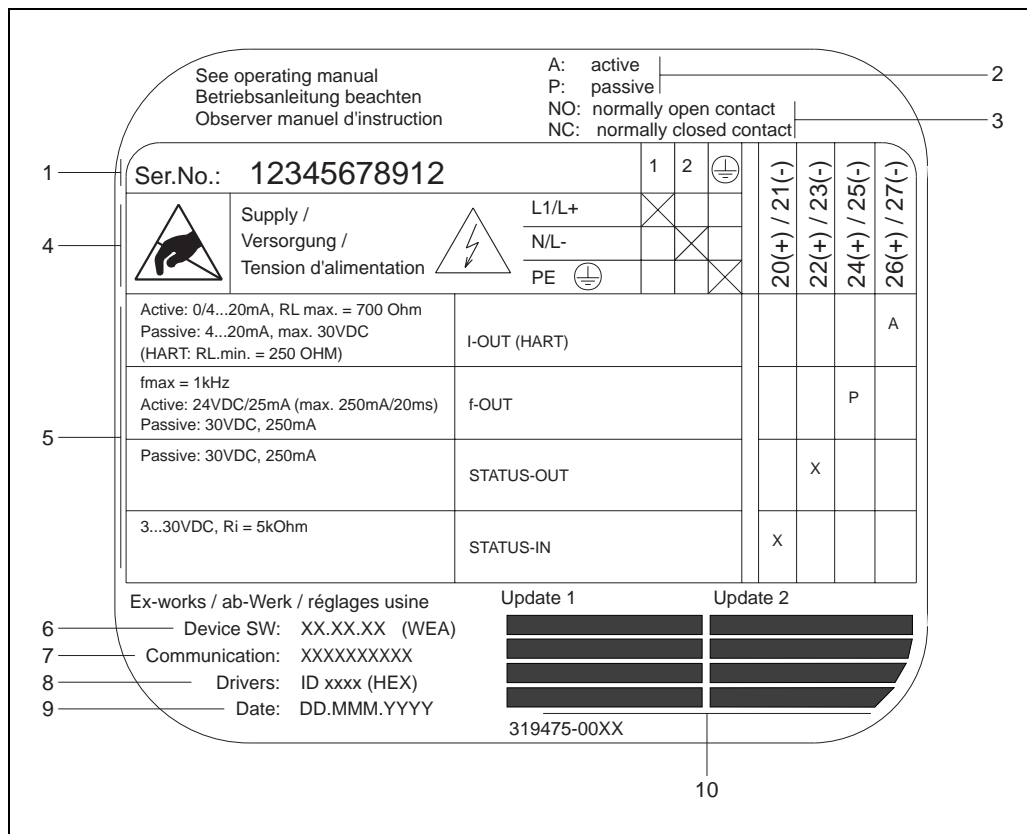 See operating manual
Betriebsanleitung beachten
Observer manuel d'instruction
A: active
P: passive
NO: normally open contact
NC: normally closed contact
2
3
1
Ser.No.: 12345678912
1 2
20(+) / 21(-)
22(+) / 23(-)
24(+) / 25(-)
26(+) / 27(-)
4
Supply /
Versorgung /
Tension d'alimentation
L1/L+
N/L-
PE
5
Active: 0/4...20mA, RL max. = 700 Ohm
Passive: 4...20mA, max. 30VDC
(HART: RL.min. = 250 OHM)
I-OUT (HART)
A
fmax = 1kHz
Active: 24VDC/25mA (max. 250mA/20ms)
Passive: 30VDC, 250mA
f-OUT
P
Passive: 30VDC, 250mA
STATUS-OUT
X
3...30VDC, Ri = 5kOhm
STATUS-IN
X
Ex-works / ab-Werk / réglages usine
Update 1
Update 2
6
Device SW: XX.XX.XX (WEA)
7
Communication: XXXXXXXXXX
8
Drivers: ID xxxx (HEX)
9
Date: DD.MMM.YYYY
319475-00XX
10